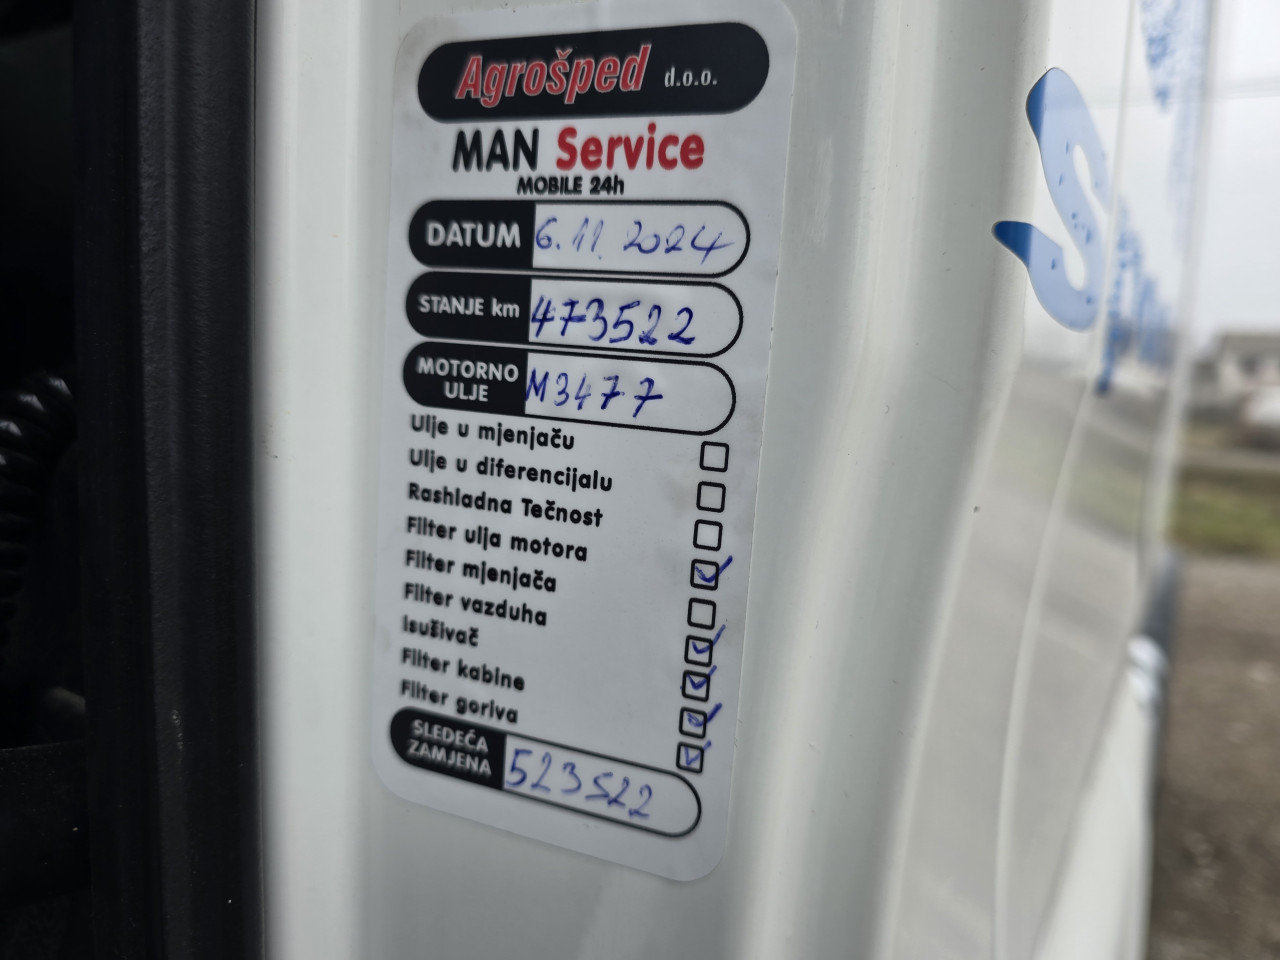 Agrošped d.o.o.
MAN Service
MOBILE 24h
DATUM 6.11.2024
STANJE km 473522
MOTORNO ULJE M3477
Ulje u mjenjaču
Ulje u diferencijalu
Rashladna Tečnost
Filter ulja motora
Filter mjenjača
Filter vazduha
Isušivač
Filter kabine
Filter goriva
SLEDEĆA ZAMJENA 523522
S